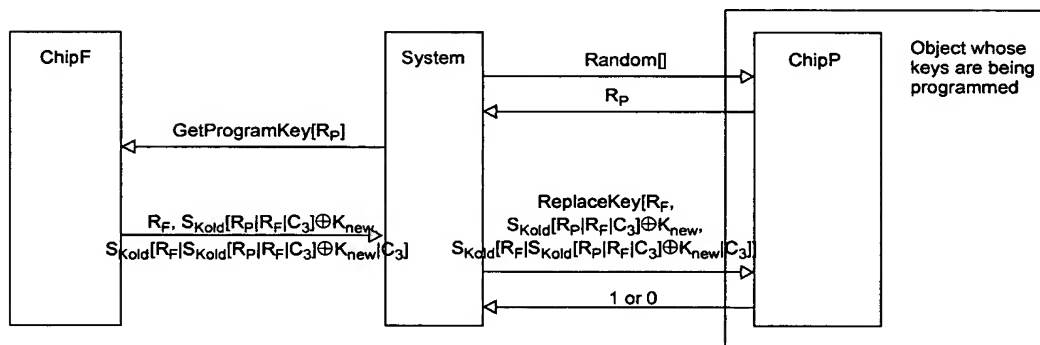 ChipF
System
ChipP
Object whose
keys are being
programmed
Random[]
R_P
GetProgramKey[R_P]
R_F, S_Kold[R_P|R_F|C_3]⊕K_new,
S_Kold[R_F|S_Kold[R_P|R_F|C_3]⊕K_new|C_3]
ReplaceKey[R_F,
S_Kold[R_P|R_F|C_3]⊕K_new,
S_Kold[R_F|S_Kold[R_P|R_F|C_3]⊕K_new|C_3]]
1 or 0